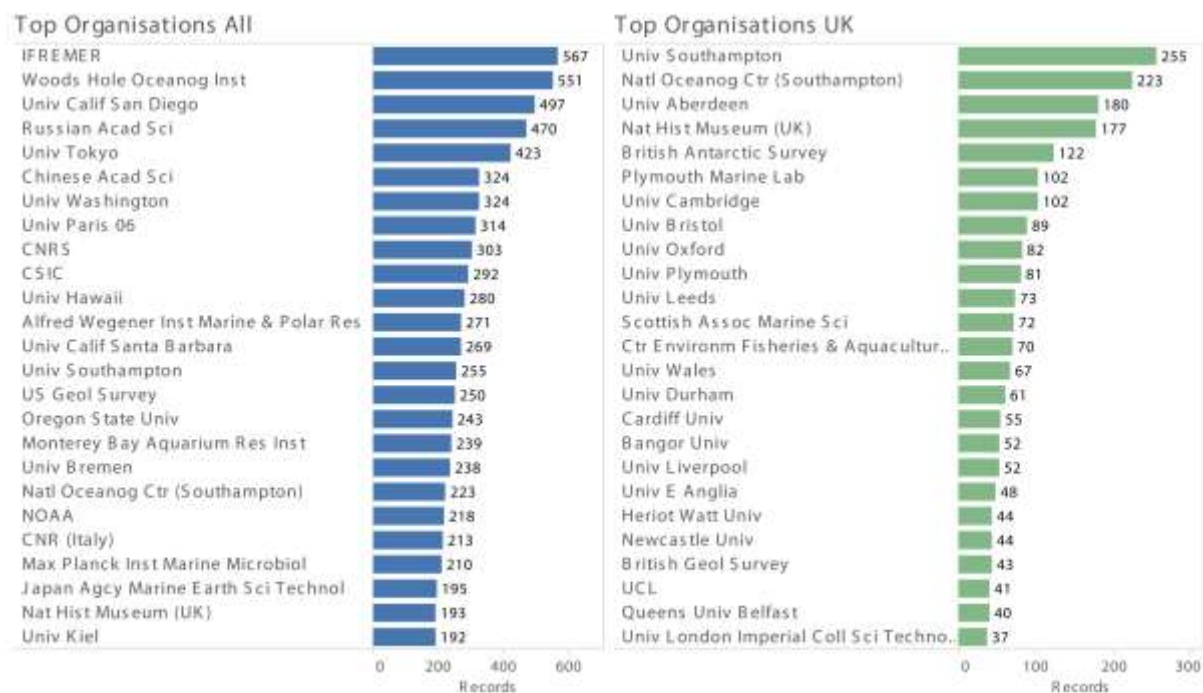 Top Organisations All
IFREMER 567
Woods Hole Oceanog Inst 551
Univ Calif San Diego 497
Russian Acad Sci 470
Univ Tokyo 423
Chinese Acad Sci 324
Univ Washington 324
Univ Paris 06 314
CNRS 303
CSIC 292
Univ Hawaii 280
Alfred Wegener Inst Marine & Polar Res 271
Univ Calif Santa Barbara 269
Univ Southampton 255
US Geol Survey 250
Oregon State Univ 243
Monterey Bay Aquarium Res Inst 239
Univ Bremen 238
Natl Oceanog Ctr (Southampton) 223
NOAA 218
CNR (Italy) 213
Max Planck Inst Marine Microbiol 210
Japan Agcy Marine Earth Sci Technol 195
Nat Hist Museum (UK) 193
Univ Kiel 192
0 200 400 600
Records
Top Organisations UK
Univ Southampton 255
Natl Oceanog Ctr (Southampton) 223
Univ Aberdeen 180
Nat Hist Museum (UK) 177
British Antarctic Survey 122
Plymouth Marine Lab 102
Univ Cambridge 102
Univ Bristol 89
Univ Oxford 82
Univ Plymouth 81
Univ Leeds 73
Scottish Assoc Marine Sci 72
Ctr Environm Fisheries & Aquacultur.. 70
Univ Wales 67
Univ Durham 61
Cardiff Univ 55
Bangor Univ 52
Univ Liverpool 52
Univ E Anglia 48
Heriot Watt Univ 44
Newcastle Univ 44
British Geol Survey 43
UCL 41
Queens Univ Belfast 40
Univ London Imperial Coll Sci Techno.. 37
0 100 200 300
Records